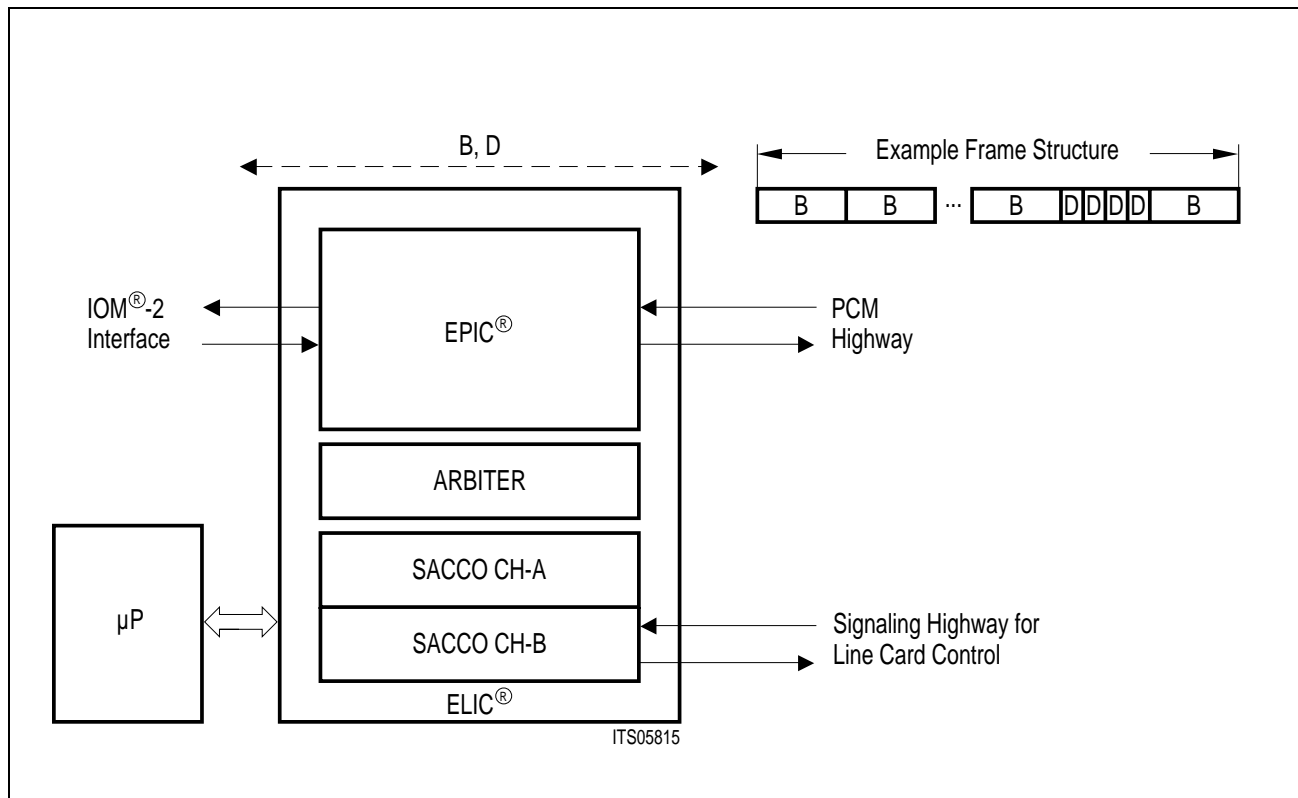 B, D
Example Frame Structure
B B ... B D D D D B
IOM®-2
Interface
EPIC®
PCM
Highway
ARBITER
SACCO CH-A
µP
SACCO CH-B
Signaling Highway for
Line Card Control
ELIC®
ITS05815